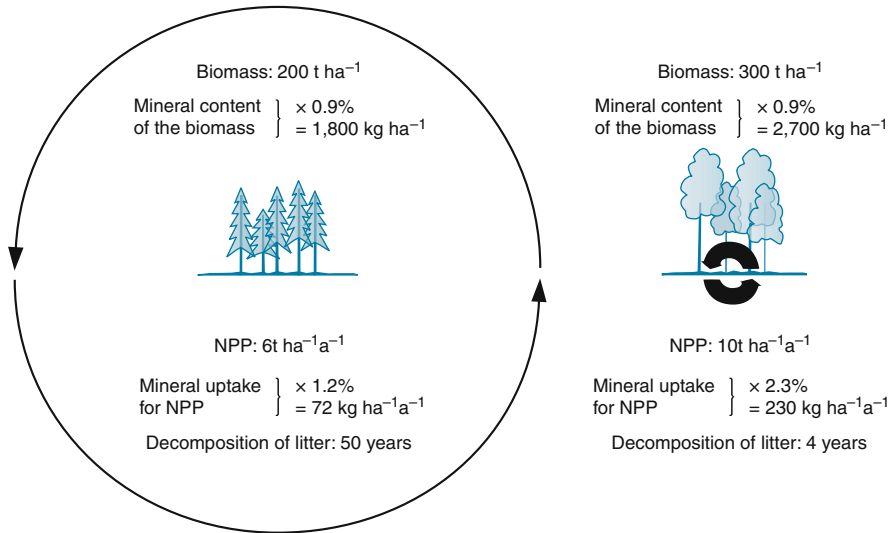 Biomass: 200 t ha⁻¹
Mineral content } × 0.9%
of the biomass = 1,800 kg ha⁻¹
NPP: 6t ha⁻¹a⁻¹
Mineral uptake } × 1.2%
for NPP = 72 kg ha⁻¹a⁻¹
Decomposition of litter: 50 years
Biomass: 300 t ha⁻¹
Mineral content } × 0.9%
of the biomass = 2,700 kg ha⁻¹
NPP: 10t ha⁻¹a⁻¹
Mineral uptake } × 2.3%
for NPP = 230 kg ha⁻¹a⁻¹
Decomposition of litter: 4 years